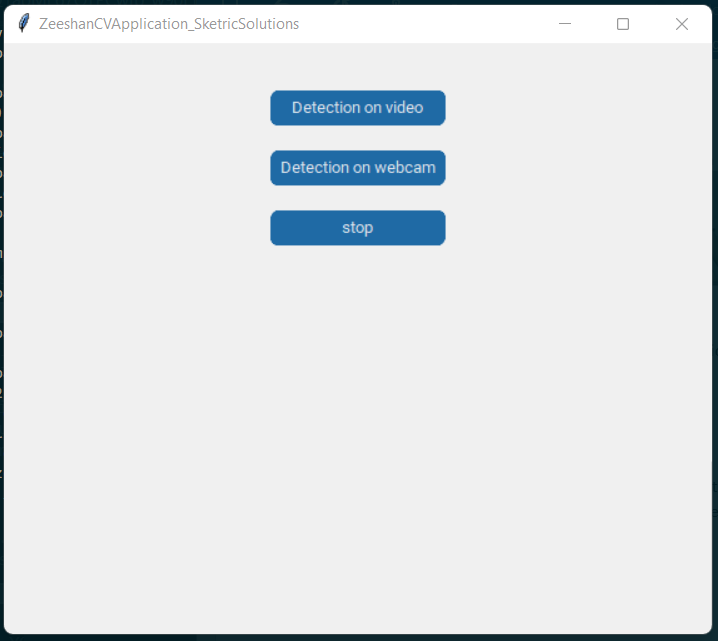 ZeeshanCVApplication_SketricSolutions
Detection on video
Detection on webcam
stop